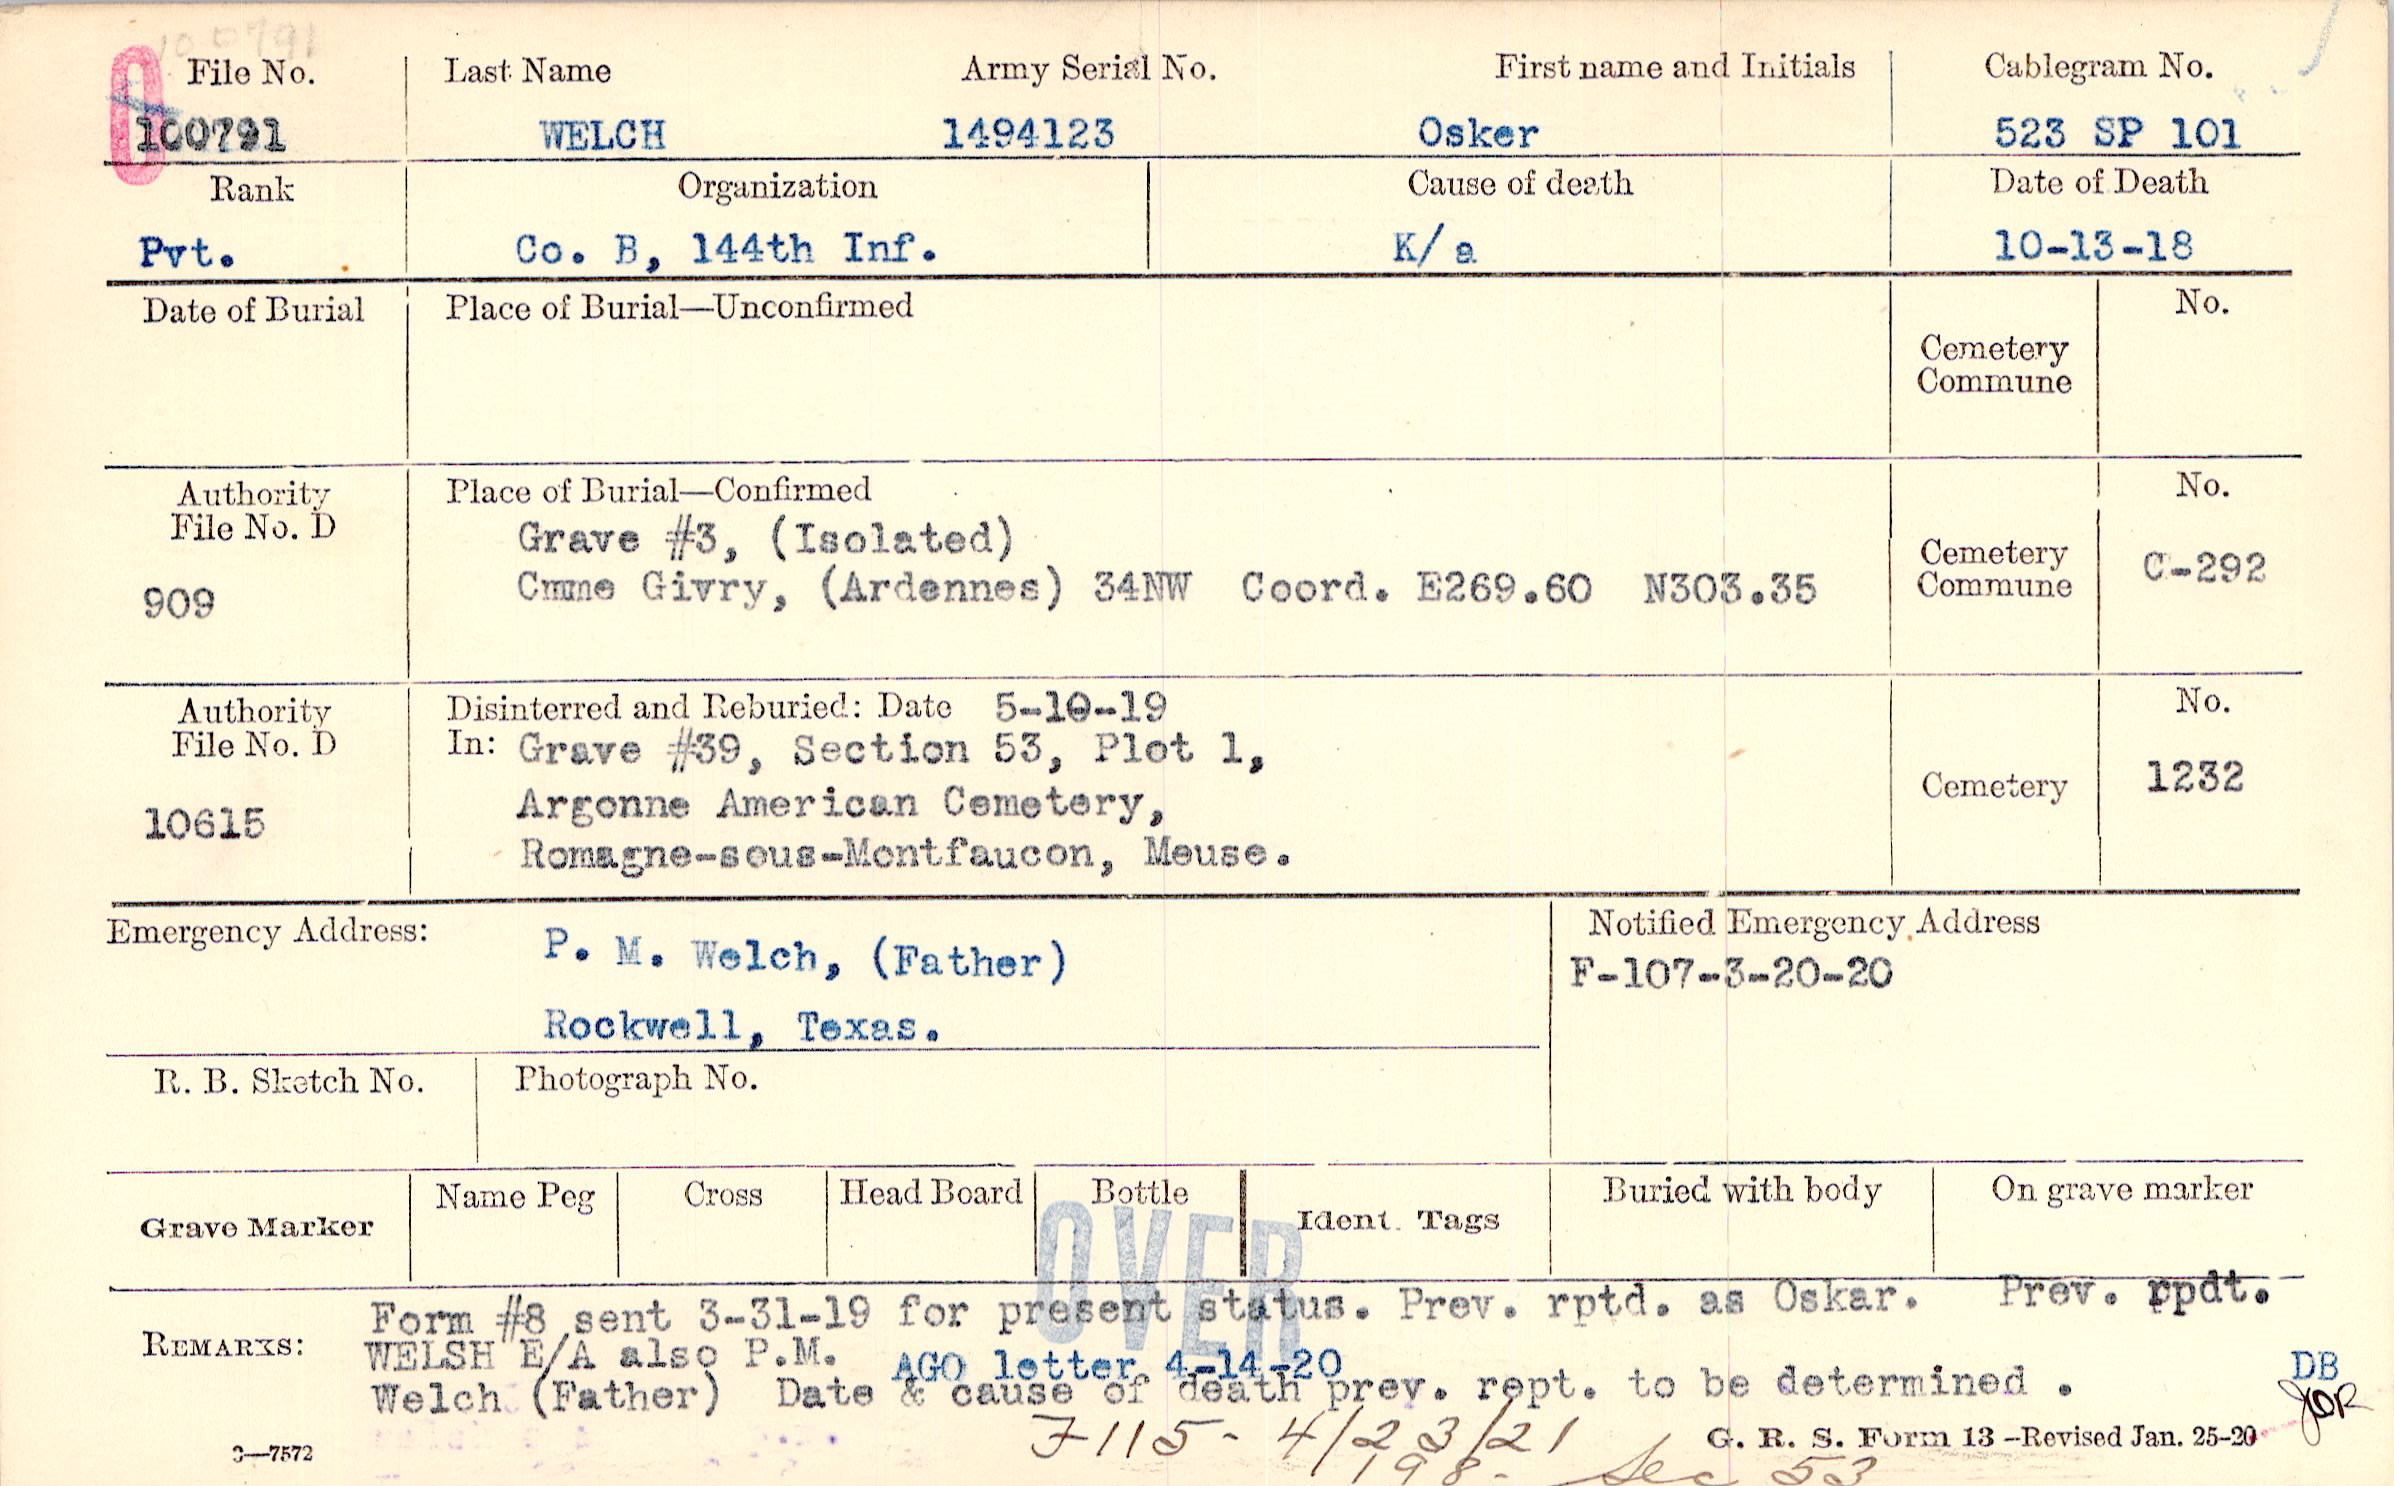 100791
File No. Last Name Army Serial No. First name and Initials Cablegram No.
100791 WELCH 1494123 Osker 523 SP 101
Rank Organization Cause of death Date of Death
Pvt. Co. B, 144th Inf. K/a 10-13-18
Date of Burial Place of Burial—Unconfirmed No.
Cemetery
Commune
Authority Place of Burial—Confirmed No.
File No. D Grave #3, (Isolated)
909 Cmme Givry, (Ardennes) 34NW Coord. E269.60 N303.35 Cemetery Commune C-292
Authority Disinterred and Reburied: Date 5-10-19 No.
File No. D In: Grave #39, Section 53, Plot 1,
10615 Argonne American Cemetery, Cemetery 1232
Romagne-sous-Montfaucon, Meuse.
Emergency Address: P. M. Welch, (Father) Notified Emergency Address
F-107-3-20-20
Rockwell, Texas.
R. B. Sketch No. Photograph No.
Grave Marker Name Peg Cross Head Board Bottle Ident. Tags Buried with body On grave marker
OVER
REMARKS: Form #8 sent 3-31-19 for present status. Prev. rptd. as Oskar. Prev. rpdt.
WELSH E/A also P.M. AGO letter 4-14-20 DB
Welch (Father) Date & cause of death prev. rept. to be determined .
JOR
F115- 4/23/21
3—7572 G. R. S. Form 13 -Revised Jan. 25-20
198- Sec 53